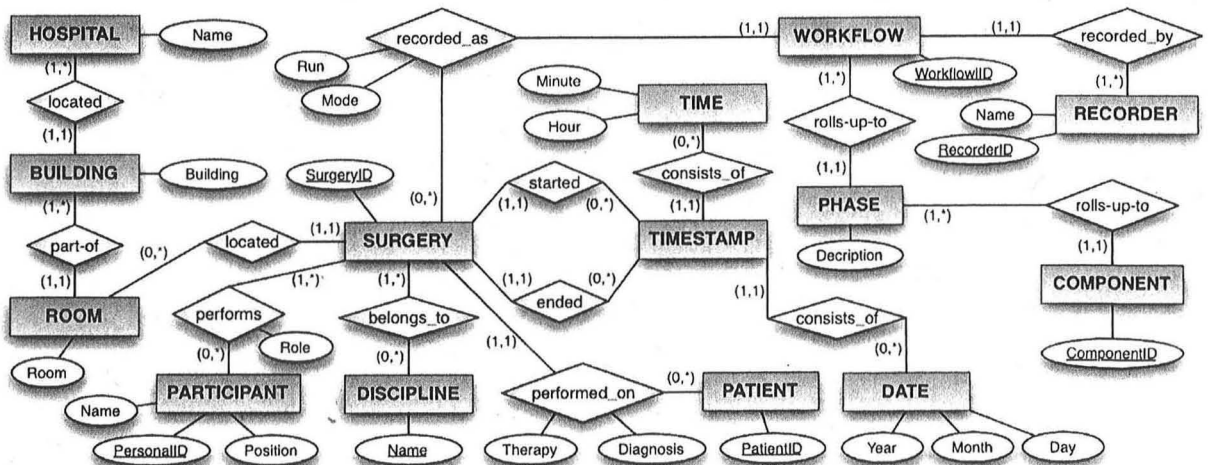 HOSPITAL
Name
recorded_as
(1,1)
WORKFLOW
(1,1)
recorded_by
(1,*)
Run
Mode
WorkflowID
(1,*)
(1,*)
located
Minute
TIME
Name
RECORDER
rolls-up-to
Hour
(1,1)
(0,*)
RecorderID
BUILDING
Building
SurgeryID
started
consists_of
(1,1)
(1,*)
(0,*)
(1,1)
(0,*)
(1,1)
PHASE
(1,*)
rolls-up-to
part-of
(0,*)
located
(1,1)
SURGERY
TIMESTAMP
Decription
(1,1)
(1,1)
(1,*)
(1,*)
(1,1)
(0,*)
(1,1)
COMPONENT
ROOM
performs
belongs_to
ended
consists_of
(1,1)
Role
(0,*)
(0,*)
(0,*)
ComponentID
Room
PARTICIPANT
DISCIPLINE
performed_on
(0,*)
PATIENT
DATE
Name
PersonalID
Position
Name
Therapy
Diagnosis
PatientID
Year
Month
Day